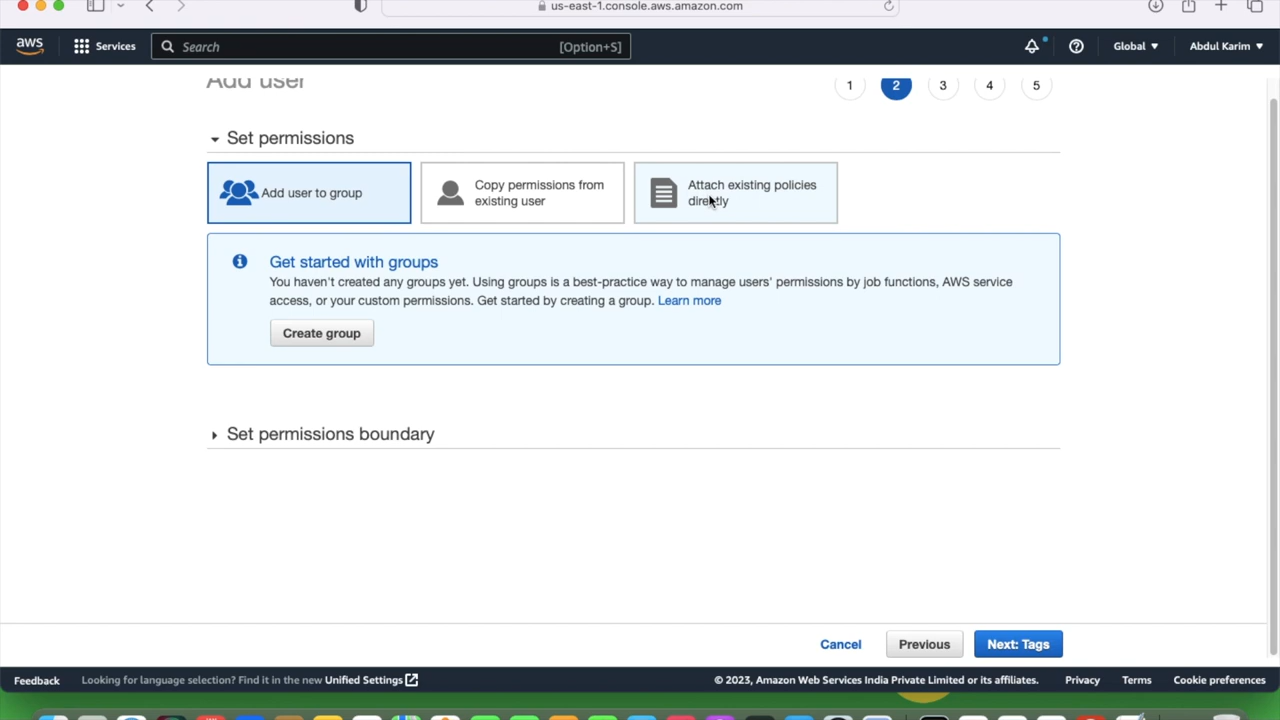 us-east-1.console.aws.amazon.com
aws
Services
Search
[Option+S]
Global
Abdul Karim
Add user
1
2
3
4
5
Set permissions
Add user to group
Copy permissions from
existing user
Attach existing policies
directly
Get started with groups
You haven't created any groups yet. Using groups is a best-practice way to manage users' permissions by job functions, AWS service
access, or your custom permissions. Get started by creating a group. Learn more
Create group
Set permissions boundary
Cancel
Previous
Next: Tags
Feedback
Looking for language selection? Find it in the new Unified Settings
© 2023, Amazon Web Services India Private Limited or its affiliates.
Privacy
Terms
Cookie preferences